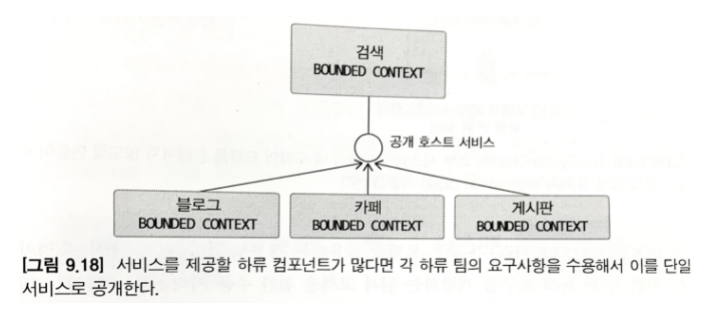 검색
BOUNDED CONTEXT
공개 호스트 서비스
블로그
BOUNDED CONTEXT
카페
BOUNDED CONTEXT
게시판
BOUNDED CONTEXT
[그림 9.18] 서비스를 제공할 하류 컴포넌트가 많다면 각 하류 팀의 요구사항을 수용해서 이를 단일
서비스로 공개한다.